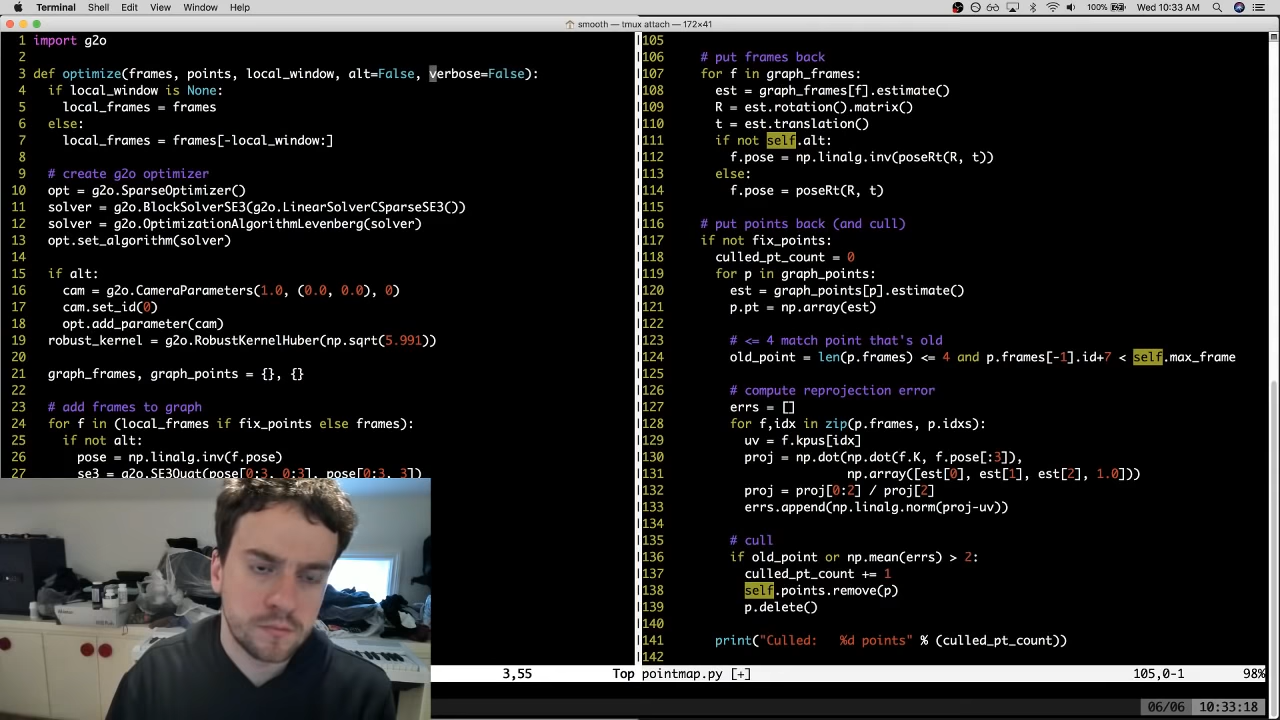 Terminal Shell Edit View Window Help
100% Wed 10:33 AM
smooth — tmux attach — 172×41
1 import g2o
2
3 def optimize(frames, points, local_window, alt=False, verbose=False):
4 if local_window is None:
5 local_frames = frames
6 else:
7 local_frames = frames[-local_window:]
8
9 # create g2o optimizer
10 opt = g2o.SparseOptimizer()
11 solver = g2o.BlockSolverSE3(g2o.LinearSolverCSparseSE3())
12 solver = g2o.OptimizationAlgorithmLevenberg(solver)
13 opt.set_algorithm(solver)
14
15 if alt:
16 cam = g2o.CameraParameters(1.0, (0.0, 0.0), 0)
17 cam.set_id(0)
18 opt.add_parameter(cam)
19 robust_kernel = g2o.RobustKernelHuber(np.sqrt(5.991))
20
21 graph_frames, graph_points = {}, {}
22
23 # add frames to graph
24 for f in (local_frames if fix_points else frames):
25 if not alt:
26 pose = np.linalg.inv(f.pose)
27 se3 = g2o.SE3Quat(pose[0:3, 0:3], pose[0:3, 3])
3,55 Top
105
106 # put frames back
107 for f in graph_frames:
108 est = graph_frames[f].estimate()
109 R = est.rotation().matrix()
110 t = est.translation()
111 if not self.alt:
112 f.pose = np.linalg.inv(poseRt(R, t))
113 else:
114 f.pose = poseRt(R, t)
115
116 # put points back (and cull)
117 if not fix_points:
118 culled_pt_count = 0
119 for p in graph_points:
120 est = graph_points[p].estimate()
121 p.pt = np.array(est)
122
123 # <= 4 match point that's old
124 old_point = len(p.frames) <= 4 and p.frames[-1].id+7 < self.max_frame
125
126 # compute reprojection error
127 errs = []
128 for f,idx in zip(p.frames, p.idxs):
129 uv = f.kpus[idx]
130 proj = np.dot(np.dot(f.K, f.pose[:3]),
131 np.array([est[0], est[1], est[2], 1.0]))
132 proj = proj[0:2] / proj[2]
133 errs.append(np.linalg.norm(proj-uv))
134
135 # cull
136 if old_point or np.mean(errs) > 2:
137 culled_pt_count += 1
138 self.points.remove(p)
139 p.delete()
140
141 print("Culled: %d points" % (culled_pt_count))
142
pointmap.py [+] 105,0-1 98%
06/06 10:33:18